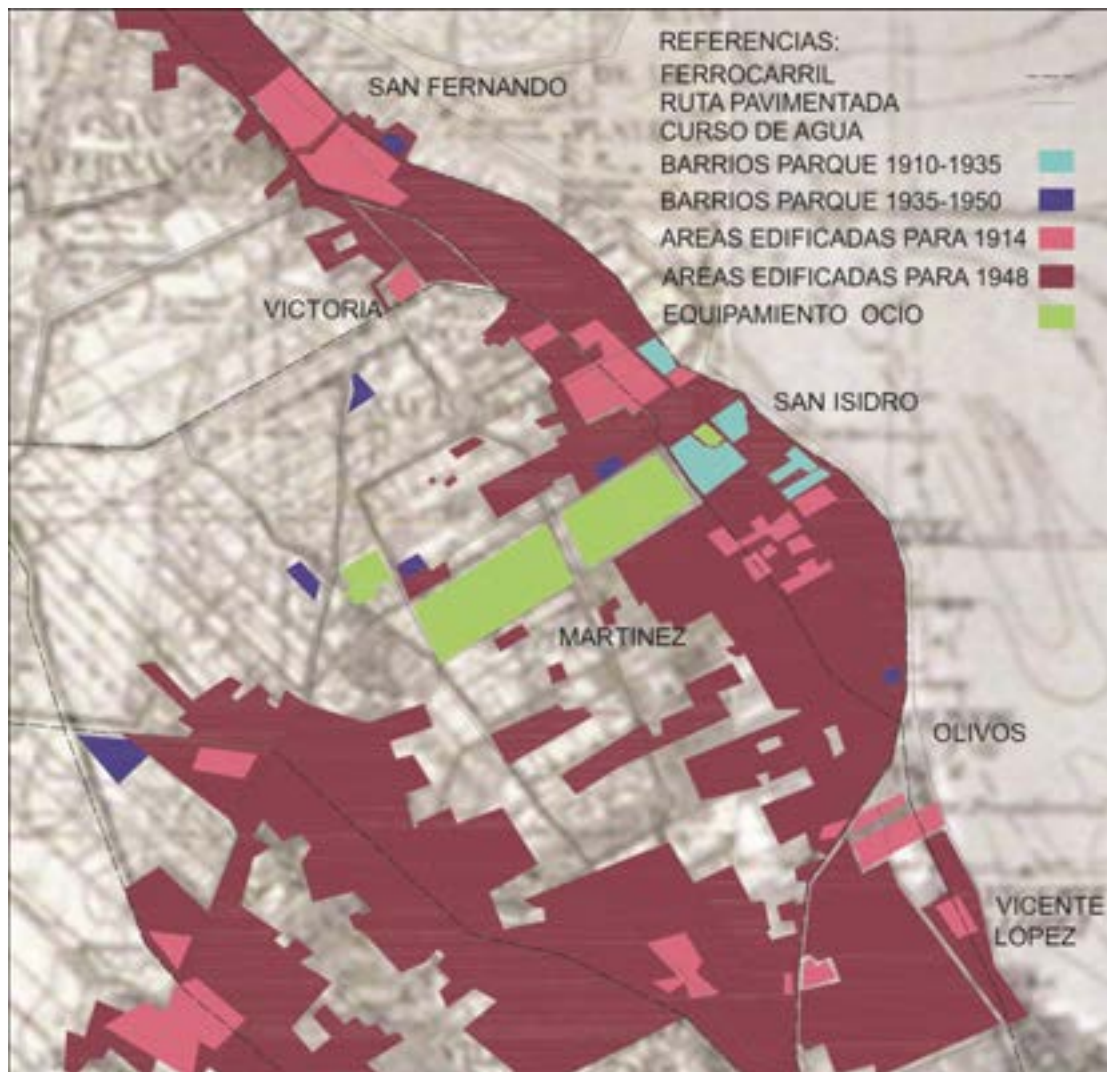 REFERENCIAS:
FERROCARRIL
RUTA PAVIMENTADA
CURSO DE AGUA
BARRIOS PARQUE 1910-1935
BARRIOS PARQUE 1935-1950
AREAS EDIFICADAS PARA 1914
AREAS EDIFICADAS PARA 1948
EQUIPAMIENTO OCIO
SAN FERNANDO
VICTORIA
SAN ISIDRO
MARTINEZ
OLIVOS
VICENTE
LOPEZ